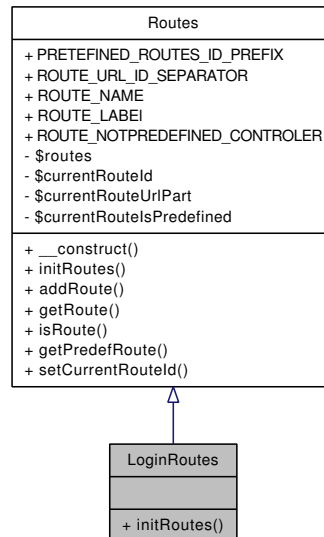 Routes
+ PRETEFINED_ROUTES_ID_PREFIX
+ ROUTE_URL_ID_SEPARATOR
+ ROUTE_NAME
+ ROUTE_LABEl
+ ROUTE_NOTPREDEFINED_CONTROLER
- $routes
- $currentRouteId
- $currentRouteUrlPart
- $currentRouteIsPredefined
+ __construct()
+ initRoutes()
+ addRoute()
+ getRoute()
+ isRoute()
+ getPredefRoute()
+ setCurrentRouteId()
LoginRoutes
+ initRoutes()